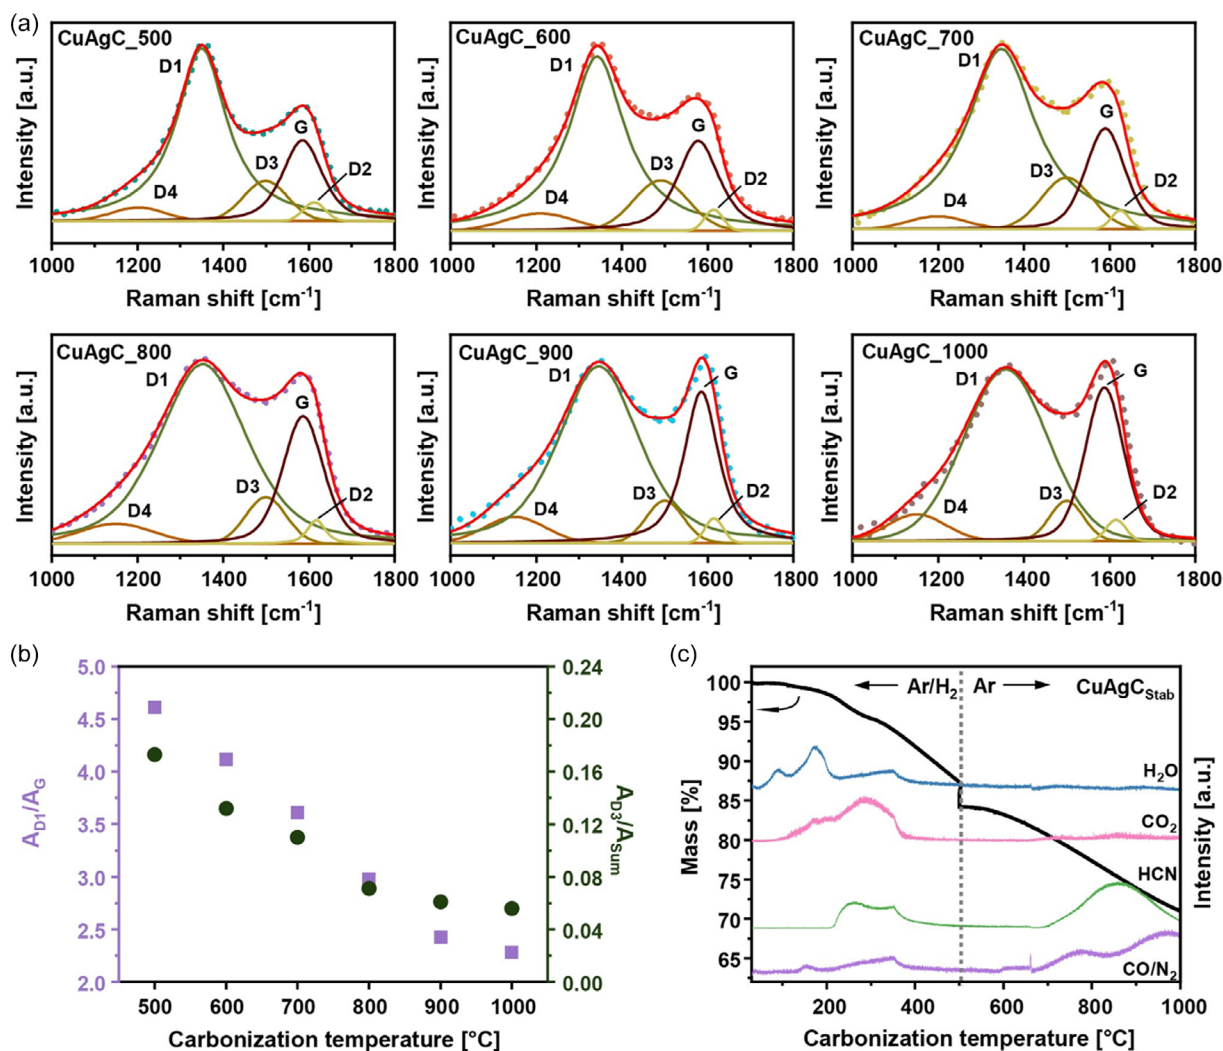 (a)
CuAgC_500
D1
G
D3
D2
D4
Intensity [a.u.]
1000 1200 1400 1600 1800
Raman shift [cm⁻¹]
CuAgC_600
D1
G
D3
D2
D4
Intensity [a.u.]
1000 1200 1400 1600 1800
Raman shift [cm⁻¹]
CuAgC_700
D1
G
D3
D2
D4
Intensity [a.u.]
1000 1200 1400 1600 1800
Raman shift [cm⁻¹]
CuAgC_800
D1
G
D3
D2
D4
Intensity [a.u.]
1000 1200 1400 1600 1800
Raman shift [cm⁻¹]
CuAgC_900
D1
G
D3
D2
D4
Intensity [a.u.]
1000 1200 1400 1600 1800
Raman shift [cm⁻¹]
CuAgC_1000
D1
G
D3
D2
D4
Intensity [a.u.]
1000 1200 1400 1600 1800
Raman shift [cm⁻¹]
(b)
5.0
4.5
4.0
3.5
3.0
2.5
2.0
A_D1/A_G
0.24
0.20
0.16
0.12
0.08
0.04
0.00
A_D3/A_Sum
500 600 700 800 900 1000
Carbonization temperature [°C]
(c)
100
95
90
85
80
75
70
65
Mass [%]
Ar/H₂ Ar
CuAgC_Stab
H₂O
CO₂
HCN
CO/N₂
Intensity [a.u.]
200 400 600 800 1000
Carbonization temperature [°C]